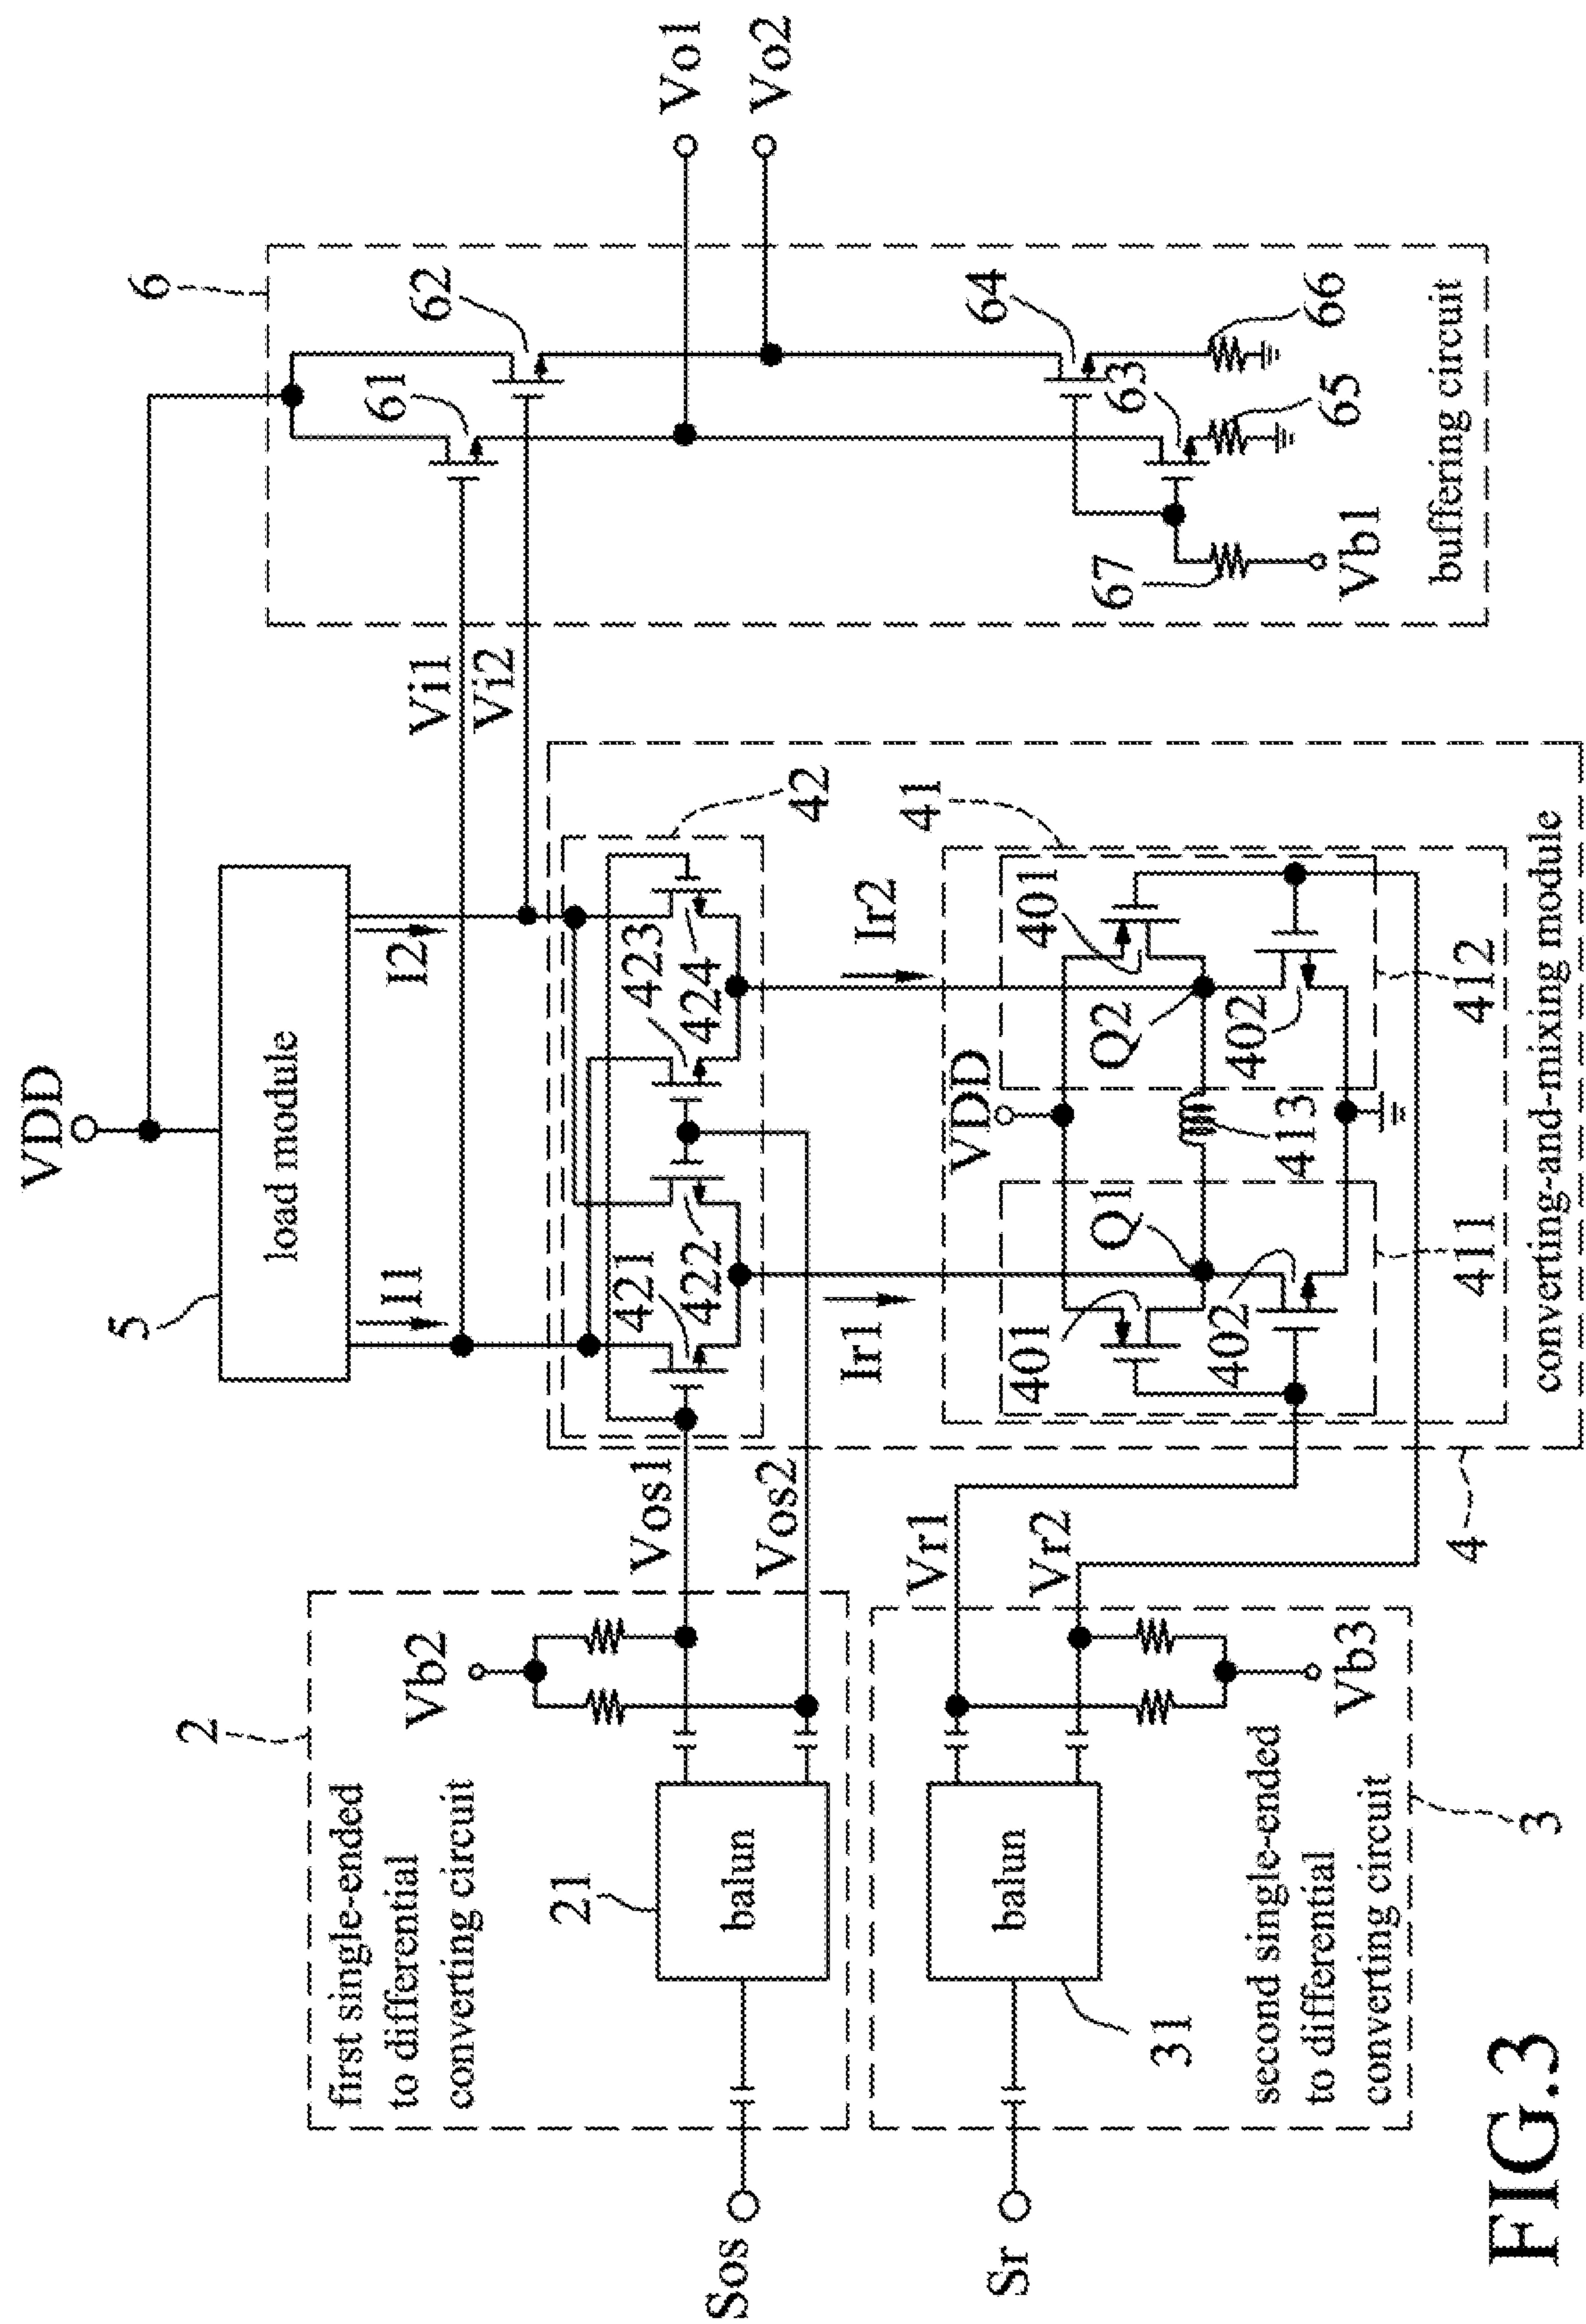 VDD
5
load module
I1
I2
Vi1
Vi2
6
61
62
63
64
65
66
67
Vb1
buffering circuit
Vo1
Vo2
2
first single-ended
to differential
converting circuit
Vb2
21
balun
Sos
Vos1
Vos2
42
421
422
423
424
Ir1
Ir2
41
VDD
401
401
Q1
Q2
402
402
413
411
412
converting-and-mixing module
4
Vr1
Vr2
balun
31
Sr
Vb3
second single-ended
to differential
converting circuit
3
FIG.3